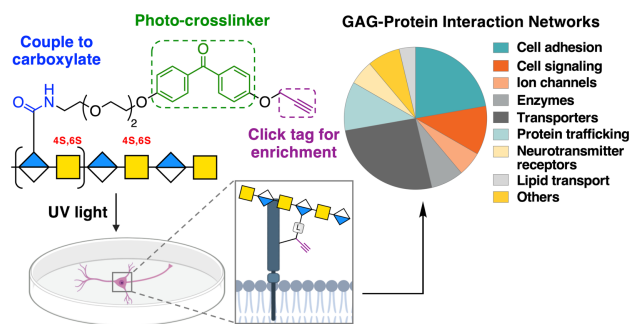 Photo-crosslinker
GAG-Protein Interaction Networks
Couple to
carboxylate
O
O
H
N
O
O
2
O
O
Click tag for
enrichment
4S,6S
4S,6S
UV light
L
Cell adhesion
Cell signaling
Ion channels
Enzymes
Transporters
Protein trafficking
Neurotransmitter
receptors
Lipid transport
Others